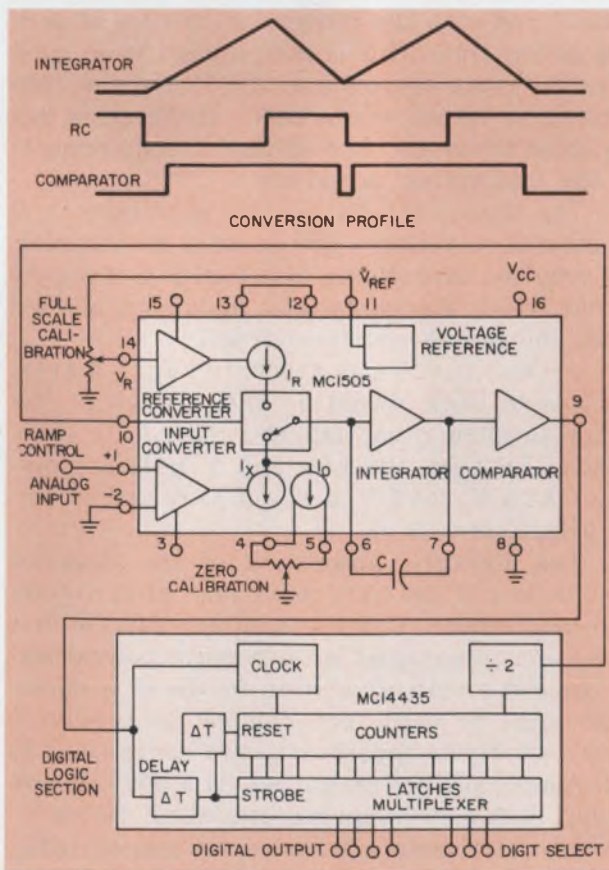 INTEGRATOR
RC
COMPARATOR
CONVERSION PROFILE
FULL
SCALE
CALI-
BRATION
15
13
12
V̂REF
11
VCC
16
14
VR
VOLTAGE
REFERENCE
IR
MC1505
REFERENCE
CONVERTER
10
9
INPUT
CONVERTER
RAMP
CONTROL
+1
ANALOG
INPUT
-2
IX
IO
INTEGRATOR
COMPARATOR
3
4
5
6
7
8
ZERO
CALIBRATION
C
CLOCK
÷ 2
MC14435
ΔT
RESET
COUNTERS
DIGITAL
LOGIC
SECTION
DELAY
ΔT
STROBE
LATCHES
MULTIPLEXER
DIGITAL OUTPUT
DIGIT SELECT